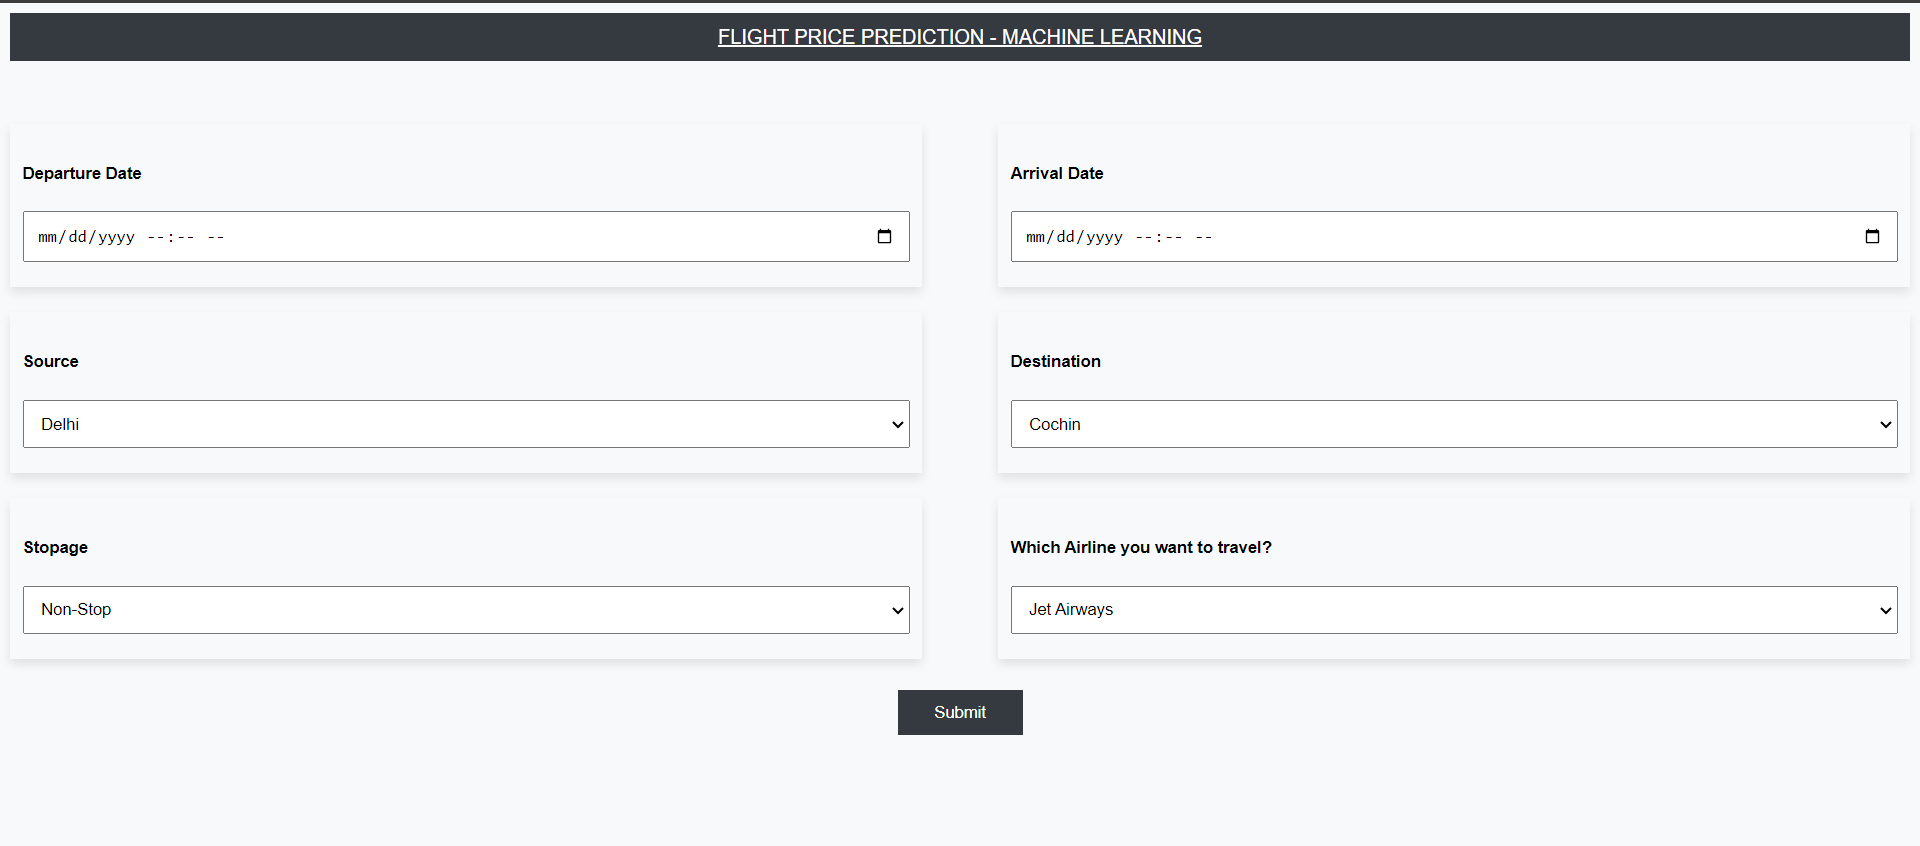 FLIGHT PRICE PREDICTION - MACHINE LEARNING
Departure Date
Arrival Date
mm/dd/yyyy --:-- --
mm/dd/yyyy --:-- --
Source
Destination
Delhi
Cochin
Stopage
Which Airline you want to travel?
Non-Stop
Jet Airways
Submit